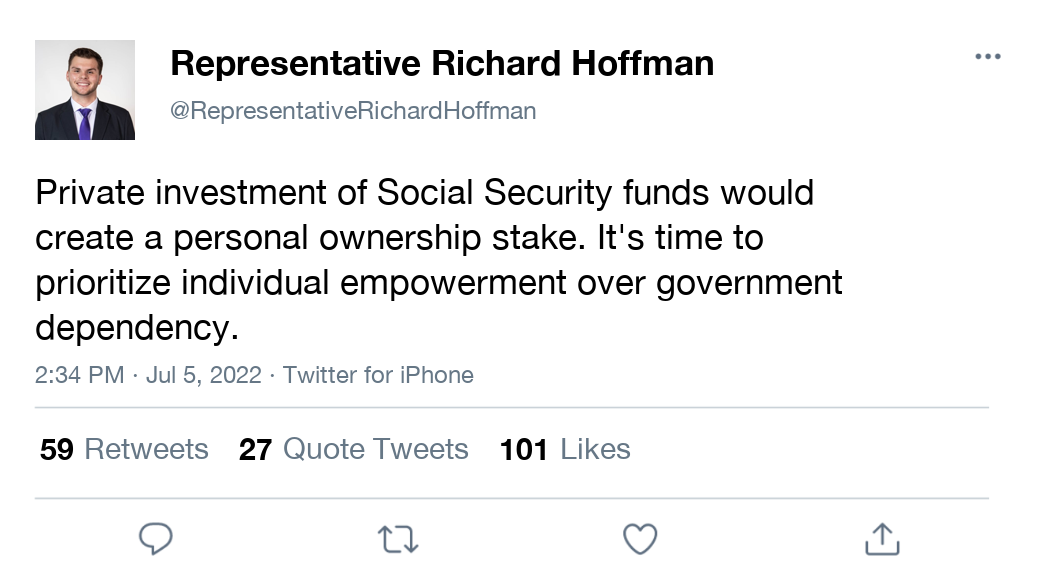 Representative Richard Hoffman
@RepresentativeRichardHoffman
Private investment of Social Security funds would
create a personal ownership stake. It's time to
prioritize individual empowerment over government
dependency.
2:34 PM · Jul 5, 2022 · Twitter for iPhone
59 Retweets 27 Quote Tweets 101 Likes